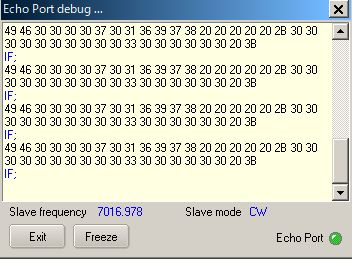 Echo Port debug ...
49 46 30 30 30 30 37 30 31 36 39 37 38 20 20 20 20 20 2B 30 30
30 30 30 30 30 30 30 33 30 30 30 30 30 30 20 3B
IF;
49 46 30 30 30 30 37 30 31 36 39 37 38 20 20 20 20 20 2B 30 30
30 30 30 30 30 30 30 33 30 30 30 30 30 30 20 3B
IF;
49 46 30 30 30 30 37 30 31 36 39 37 38 20 20 20 20 20 2B 30 30
30 30 30 30 30 30 30 33 30 30 30 30 30 30 20 3B
IF;
49 46 30 30 30 30 37 30 31 36 39 37 38 20 20 20 20 20 2B 30 30
30 30 30 30 30 30 30 33 30 30 30 30 30 30 20 3B
IF;
Slave frequency 7016.978 Slave mode CW
Exit Freeze Echo Port